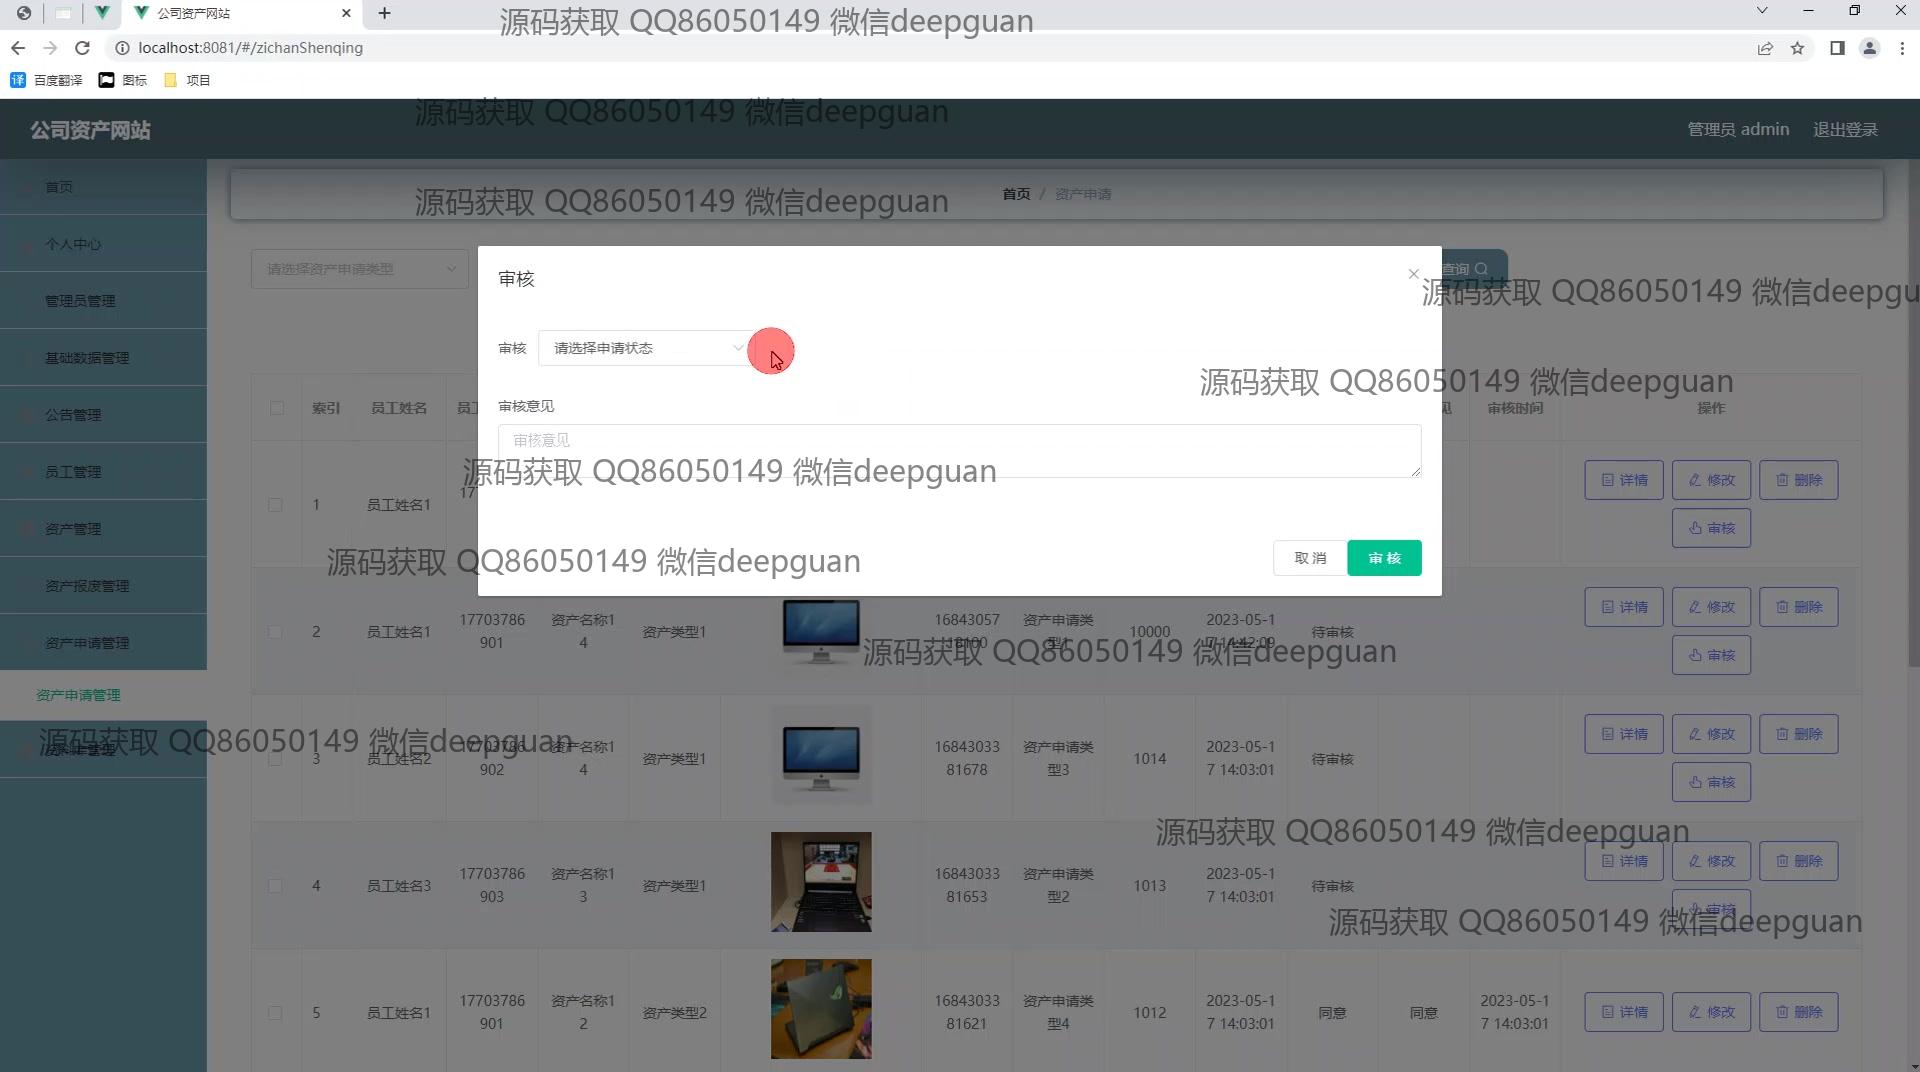 公司资产网站
源码获取 QQ86050149 微信deepguan
localhost:8081/#/zichanShenqing
百度翻译 图标 项目
源码获取 QQ86050149 微信deepguan
公司资产网站
管理员 admin 退出登录
首页
源码获取 QQ86050149 微信deepguan
首页 / 资产申请
个人中心
请选择资产申请类型
审核
查询
源码获取 QQ86050149 微信deepgu
管理员管理
审核 请选择申请状态
基础数据管理
源码获取 QQ86050149 微信deepguan
公告管理
索引 员工姓名
审核意见
审核时间 操作
审核意见
员工管理
源码获取 QQ86050149 微信deepguan
详情 修改 删除
1 员工姓名1 17
审核
资产管理
源码获取 QQ86050149 微信deepguan
取消 审核
资产报废管理
2 员工姓名1 17703786901 资产名称14 资产类型1 10000 2023-05-17 14:42:09 待审核
详情 修改 删除
审核
资产申请管理
源码获取 QQ86050149 微信deepguan
资产申请管理
源码获取 QQ86050149 微信deepguan
3 员工姓名2 17703786902 资产名称14 资产类型1 1684303381678 资产申请类型3 1014 2023-05-17 14:03:01 待审核
详情 修改 删除
审核
源码获取 QQ86050149 微信deepguan
4 员工姓名3 17703786903 资产名称13 资产类型1 1684303381653 资产申请类型2 1013 2023-05-17 14:03:01 待审核
详情 修改 删除
审核
源码获取 QQ86050149 微信deepguan
5 员工姓名1 17703786901 资产名称12 资产类型2 1684303381621 资产申请类型4 1012 2023-05-17 14:03:01 同意 同意 2023-05-17 14:03:01
详情 修改 删除